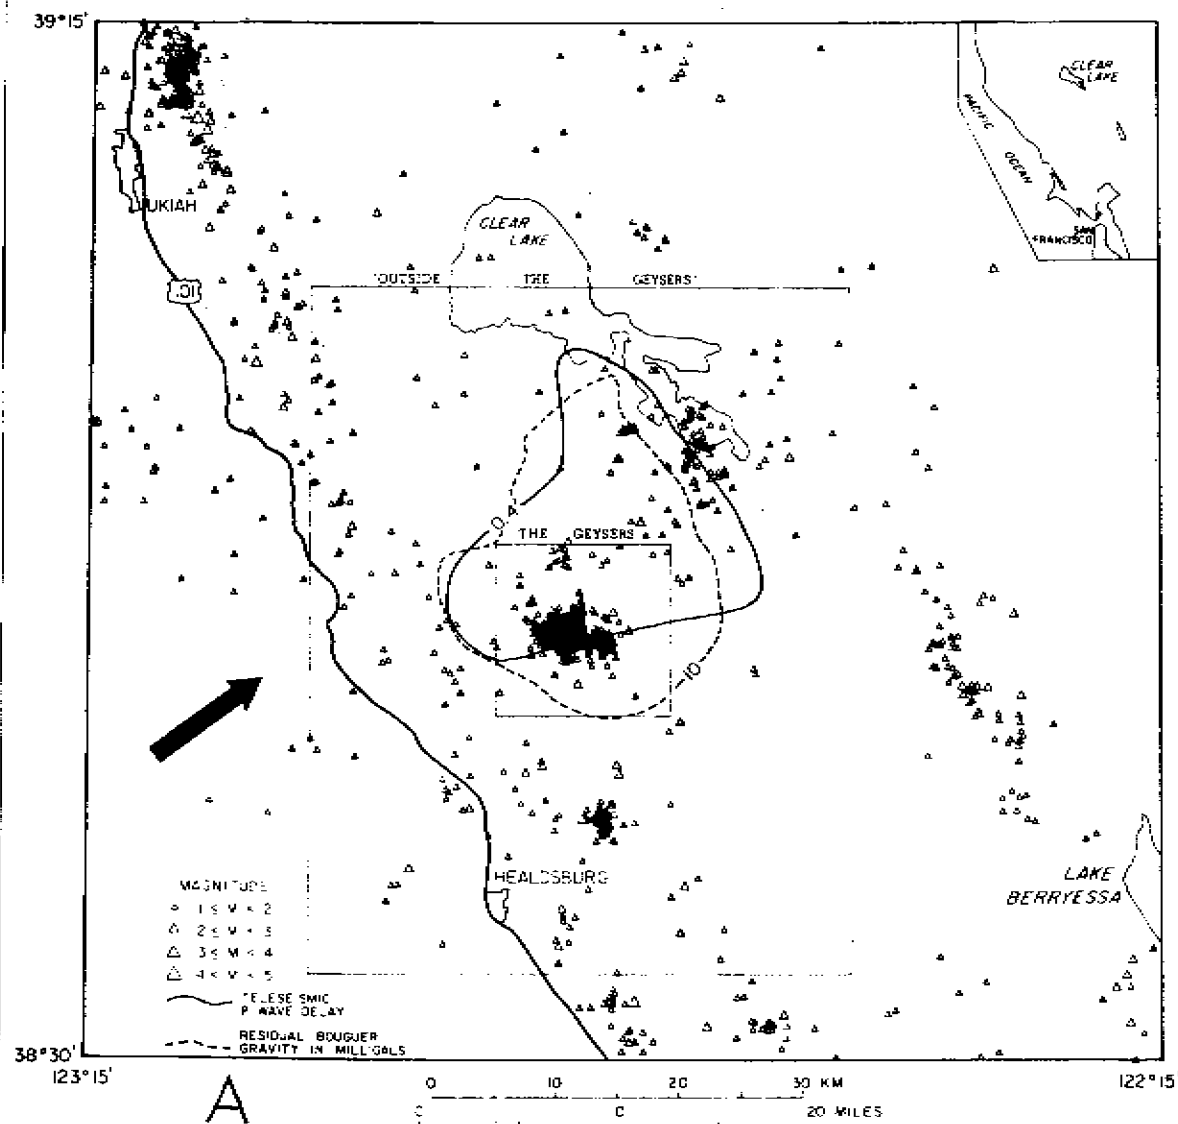 39°15'
CLEAR
LAKE
PACIFIC
OCEAN
SAN
FRANCISCO
UKIAH
CLEAR
LAKE
OUTSIDE THE GEYSERS
101
0.4
THE GEYSERS
10
HEALDSBURG
LAKE
BERRYESSA
MAGNITUDE
1 ≤ M < 2
2 ≤ M < 3
3 ≤ M < 4
4 ≤ M < 5
TELESEISMIC
P WAVE DELAY
RESIDUAL BOUGUER
GRAVITY IN MILLIGALS
38°30'
123°15'
122°15'
A
0 10 20 30 KM
20 MILES